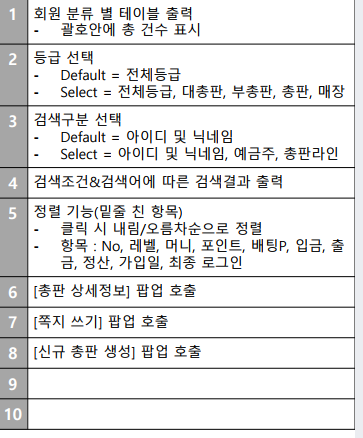 1 회원 분류 별 테이블 출력
- 괄호안에 총 건수 표시
2 등급 선택
- Default = 전체등급
- Select = 전체등급, 대총판, 부총판, 총판, 매장
3 검색구분 선택
- Default = 아이디 및 닉네임
- Select = 아이디 및 닉네임, 예금주, 총판라인
4 검색조건&검색어에 따른 검색결과 출력
5 정렬 기능(밑줄 친 항목)
- 클릭 시 내림/오름차순으로 정렬
- 항목 : No, 레벨, 머니, 포인트, 배팅P, 입금, 출
금, 정산, 가입일, 최종 로그인
6 [총판 상세정보] 팝업 호출
7 [쪽지 쓰기] 팝업 호출
8 [신규 총판 생성] 팝업 호출
9
10